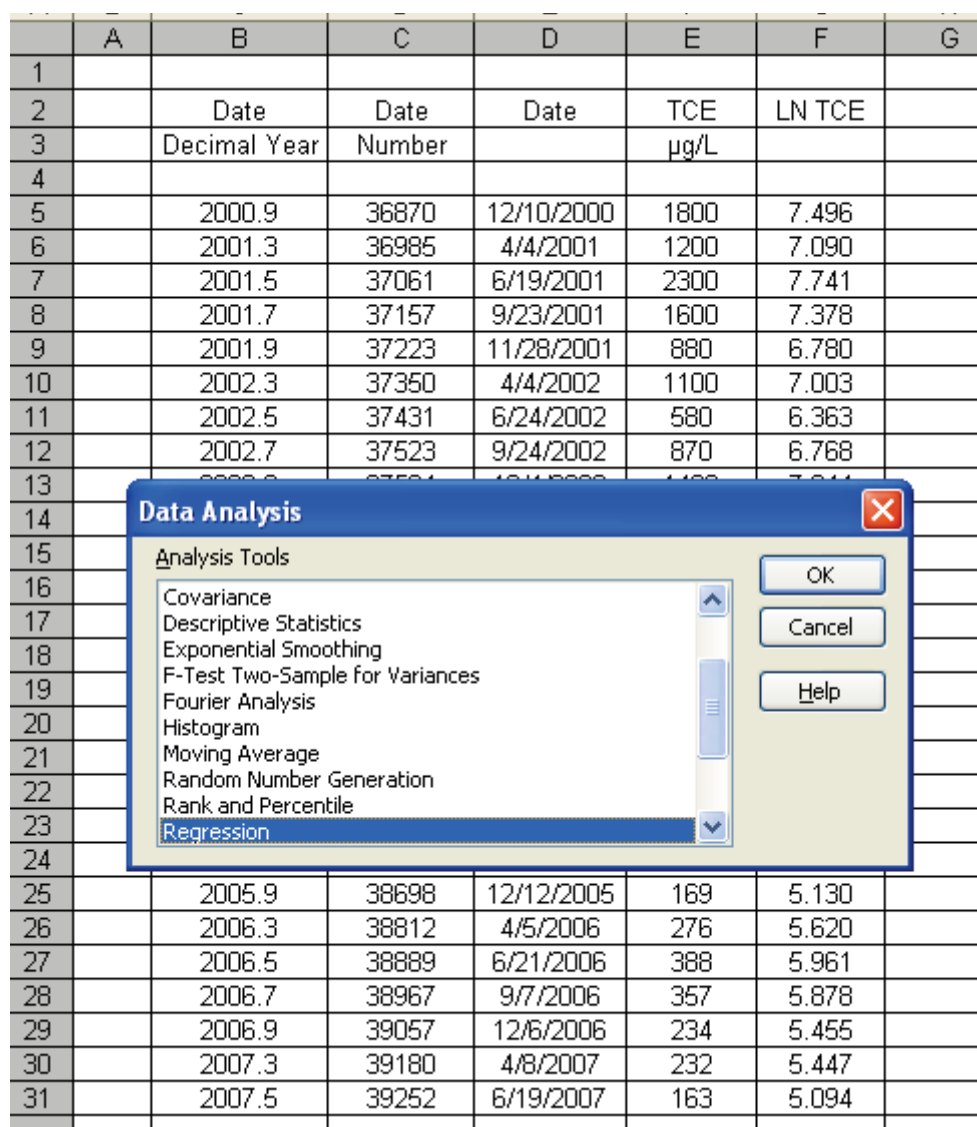 A B C D E F G
1
2 Date Date Date TCE LN TCE
3 Decimal Year Number µg/L
4
5 2000.9 36870 12/10/2000 1800 7.496
6 2001.3 36985 4/4/2001 1200 7.090
7 2001.5 37061 6/19/2001 2300 7.741
8 2001.7 37157 9/23/2001 1600 7.378
9 2001.9 37223 11/28/2001 880 6.780
10 2002.3 37350 4/4/2002 1100 7.003
11 2002.5 37431 6/24/2002 580 6.363
12 2002.7 37523 9/24/2002 870 6.768
13
14 Data Analysis
15 Analysis Tools
16 Covariance OK
17 Descriptive Statistics Cancel
18 Exponential Smoothing
F-Test Two-Sample for Variances
19 Fourier Analysis Help
20 Histogram
21 Moving Average
22 Random Number Generation
Rank and Percentile
23 Regression
24
25 2005.9 38698 12/12/2005 169 5.130
26 2006.3 38812 4/5/2006 276 5.620
27 2006.5 38889 6/21/2006 388 5.961
28 2006.7 38967 9/7/2006 357 5.878
29 2006.9 39057 12/6/2006 234 5.455
30 2007.3 39180 4/8/2007 232 5.447
31 2007.5 39252 6/19/2007 163 5.094